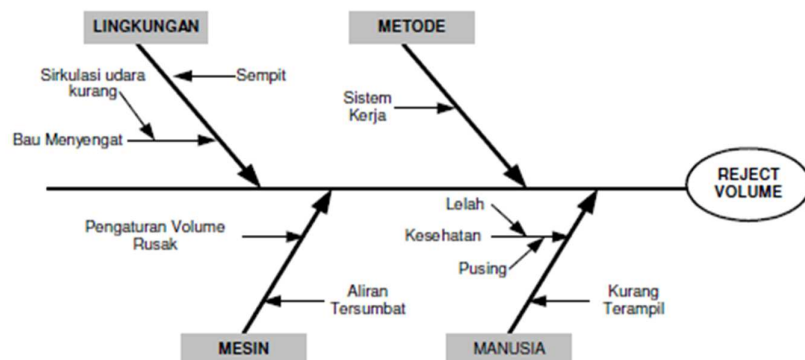 LINGKUNGAN
METODE
Sirkulasi udara
kurang
Sempit
Bau Menyengat
Sistem
Kerja
REJECT
VOLUME
Pengaturan Volume
Rusak
Lelah
Kesehatan
Pusing
Aliran
Tersumbat
Kurang
Terampil
MESIN
MANUSIA